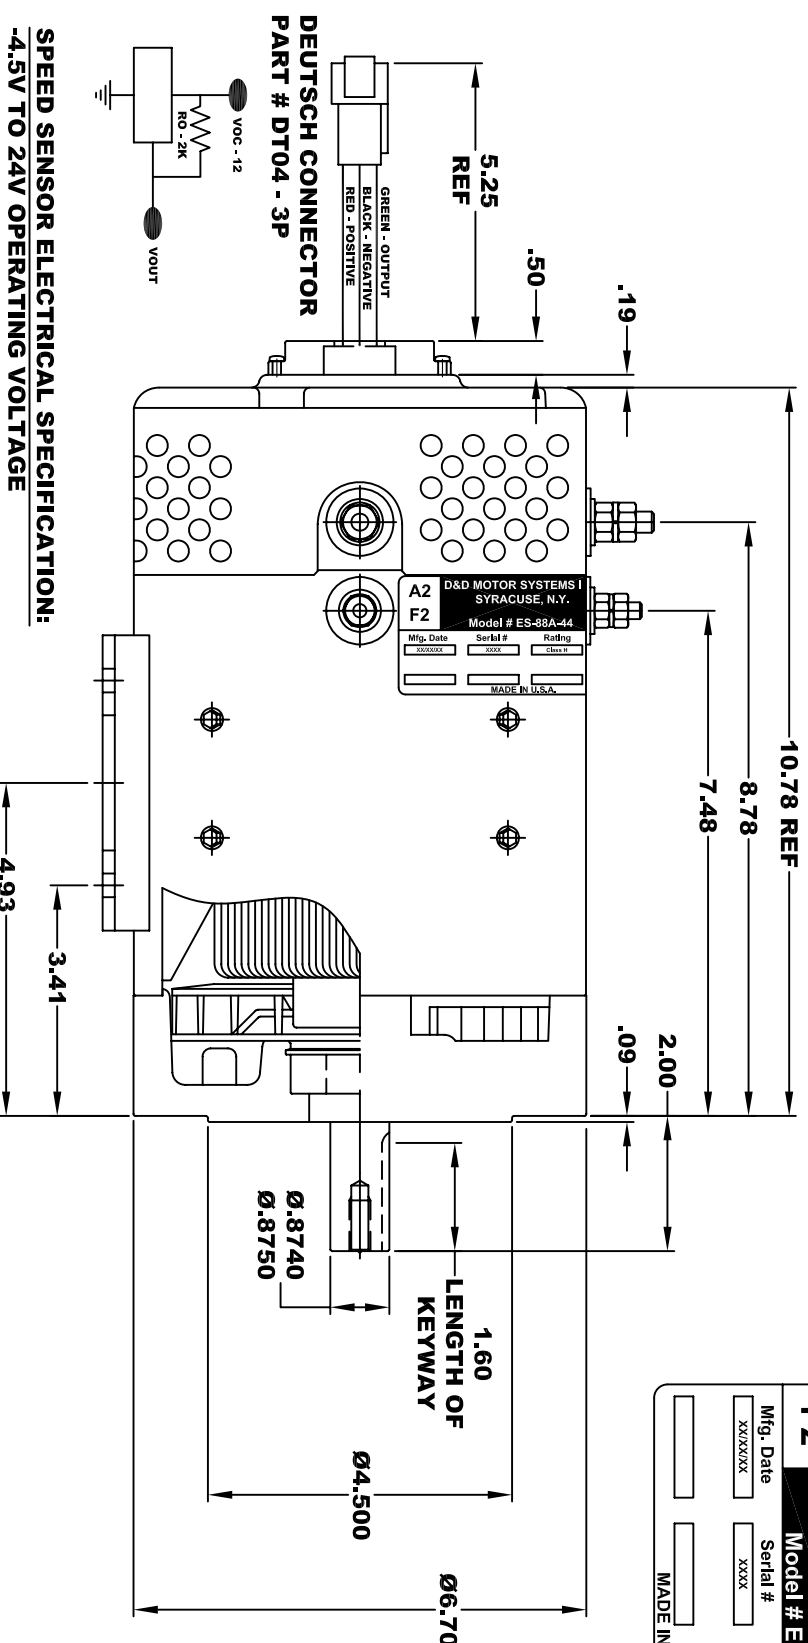 10.78 REF
8.78
7.48
2.00
.09
.19
.50
5.25
REF
DEUTSCH CONNECTOR
PART # DT04 - 3P
GREEN - OUTPUT
BLACK - NEGATIVE
RED - POSITIVE
VOC - 12
RO - 2K
VOUT
SPEED SENSOR ELECTRICAL SPECIFICATION:
-4.5V TO 24V OPERATING VOLTAGE
A2
F2
D&D MOTOR SYSTEMS I
SYRACUSE, N.Y.
Model # ES-88A-44
Mfg. Date Serial # Rating
XX/XX/XX XXXX Class H
MADE IN U.S.A.
3.41
4.93
1.60
LENGTH OF
KEYWAY
Ø.8740
Ø.8750
Ø4.500
Ø6.70
Model # E
Mfg. Date Serial #
XX/XX/XX XXXX
MADE IN